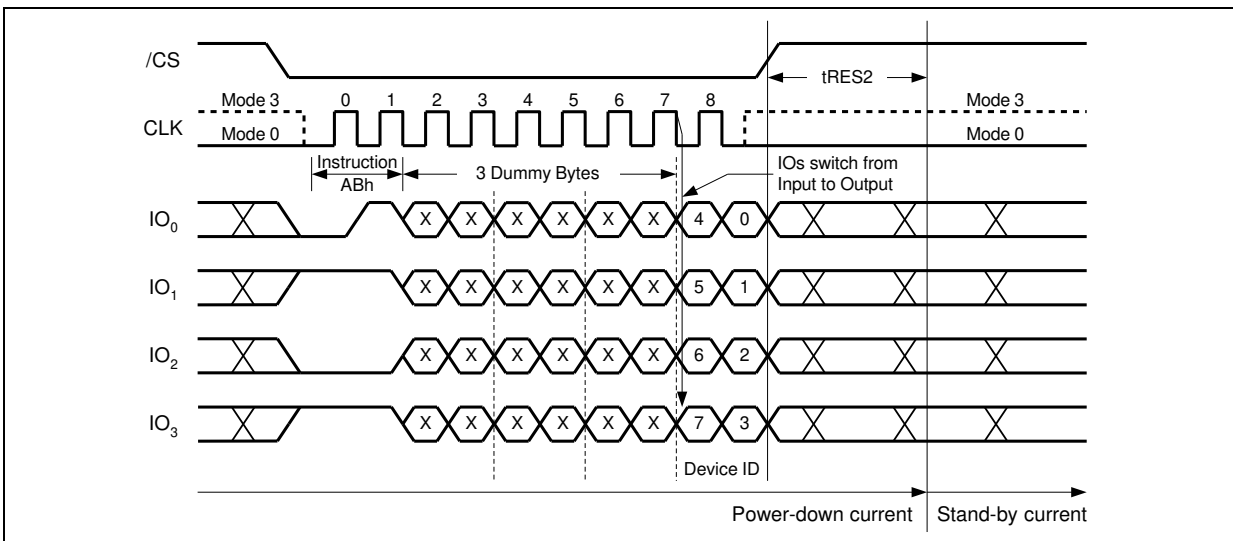 /CS
tRES2
Mode 3
0 1 2 3 4 5 6 7 8
Mode 3
CLK
Mode 0
Mode 0
Instruction
ABh
3 Dummy Bytes
IOs switch from
Input to Output
IO0 X X X X X X 4 0
IO1 X X X X X X 5 1
IO2 X X X X X X 6 2
IO3 X X X X X X 7 3
Device ID
Power-down current
Stand-by current